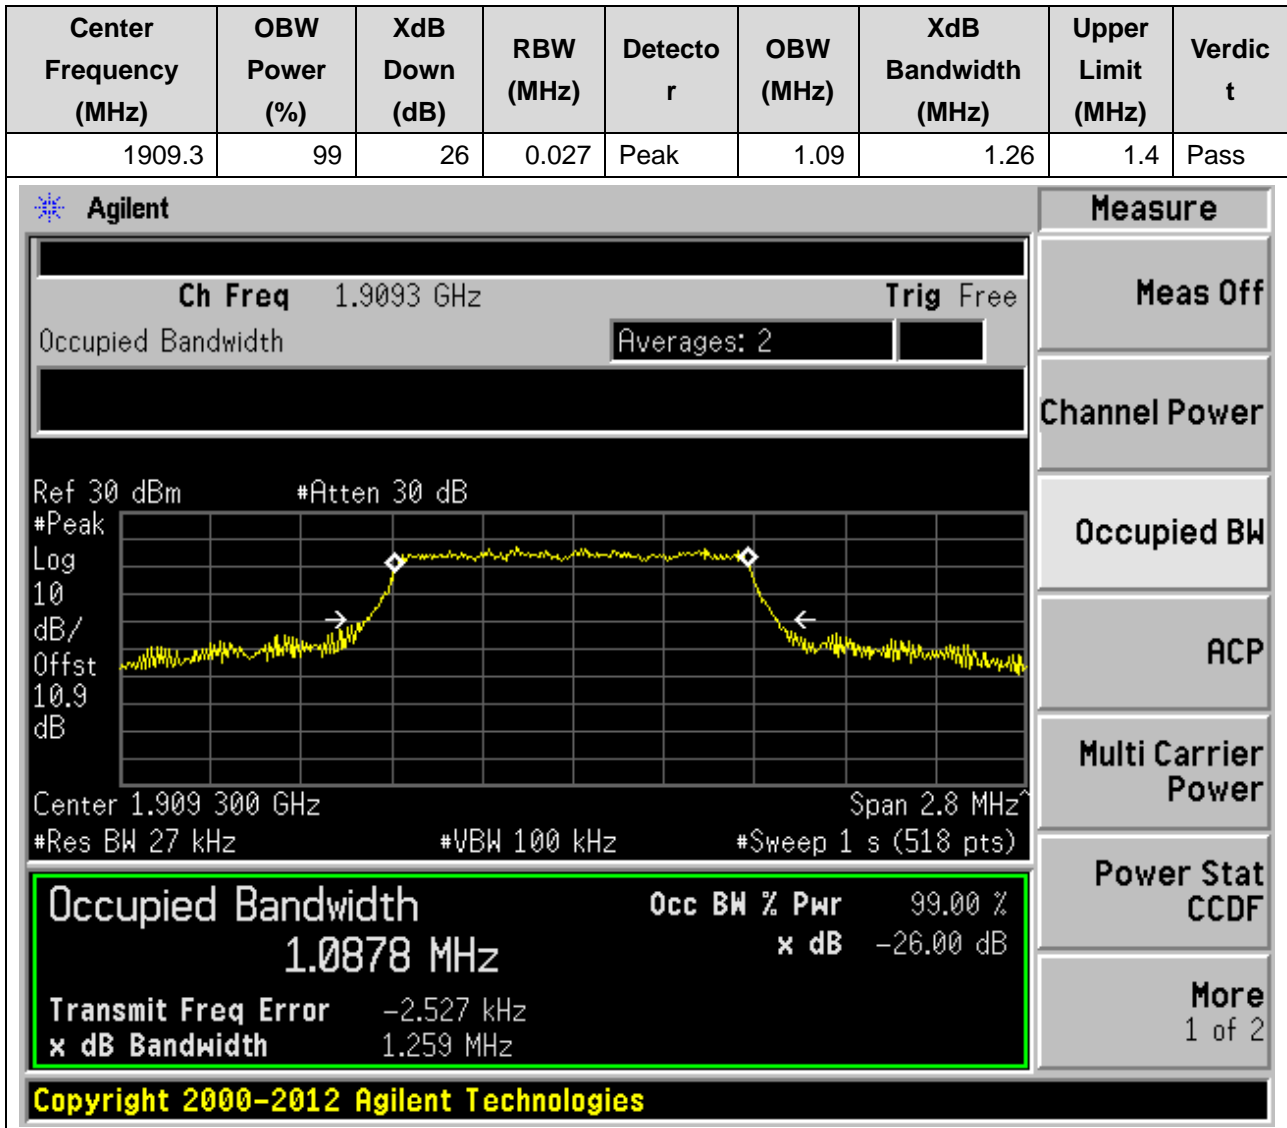 Center Frequency (MHz) OBW Power (%) XdB Down (dB) RBW (MHz) Detecto r OBW (MHz) XdB Bandwidth (MHz) Upper Limit (MHz) Verdic t
1909.3 99 26 0.027 Peak 1.09 1.26 1.4 Pass
Agilent
Measure
Ch Freq 1.9093 GHz Trig Free
Occupied Bandwidth Averages: 2
Meas Off
Channel Power
Occupied BW
ACP
Multi Carrier
Power
Power Stat
CCDF
More
1 of 2
Ref 30 dBm #Atten 30 dB
#Peak
Log
10
dB/
Offst
10.9
dB
Center 1.909 300 GHz Span 2.8 MHz^
#Res BW 27 kHz #VBW 100 kHz #Sweep 1 s (518 pts)
Occupied Bandwidth Occ BW % Pwr 99.00 %
1.0878 MHz x dB -26.00 dB
Transmit Freq Error -2.527 kHz
x dB Bandwidth 1.259 MHz
Copyright 2000-2012 Agilent Technologies